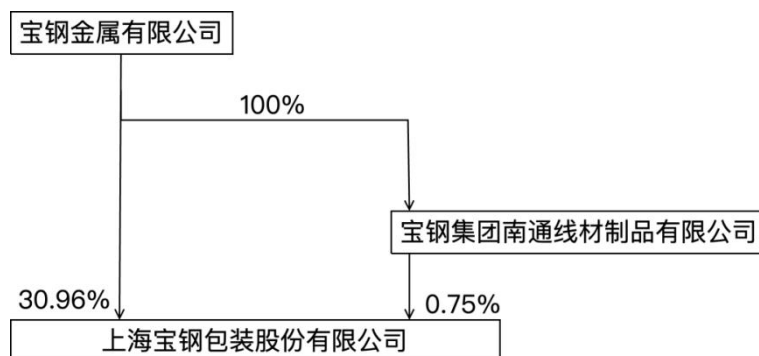 宝钢金属有限公司
100%
宝钢集团南通线材制品有限公司
30.96%
0.75%
上海宝钢包装股份有限公司